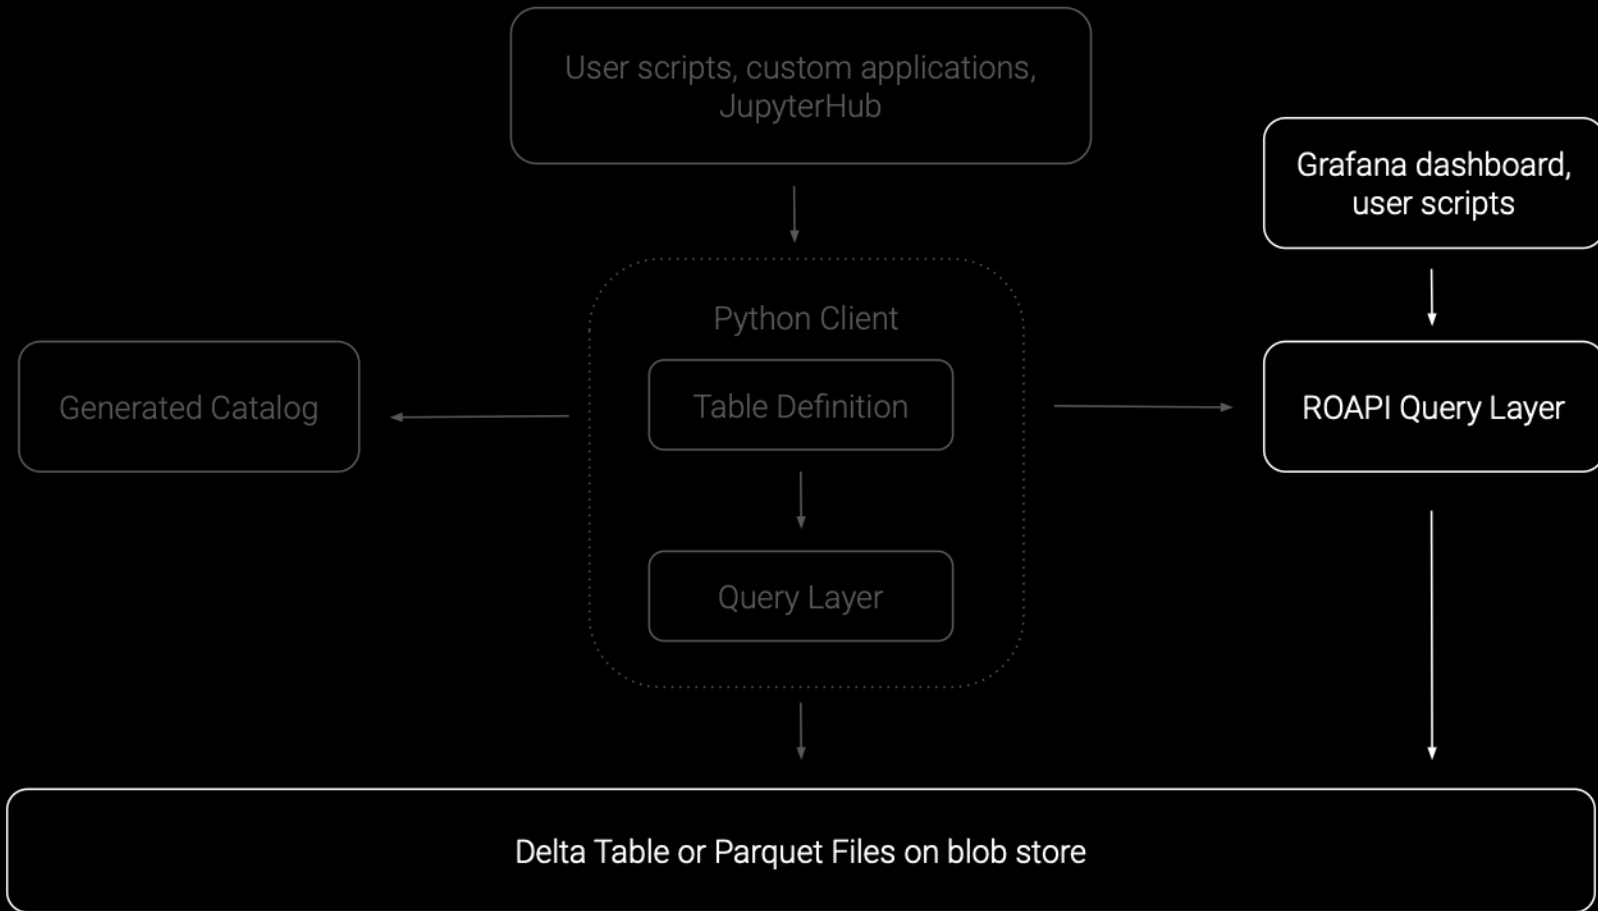 User scripts, custom applications,
JupyterHub
Grafana dashboard,
user scripts
Python Client
Generated Catalog
Table Definition
ROAPI Query Layer
Query Layer
Delta Table or Parquet Files on blob store